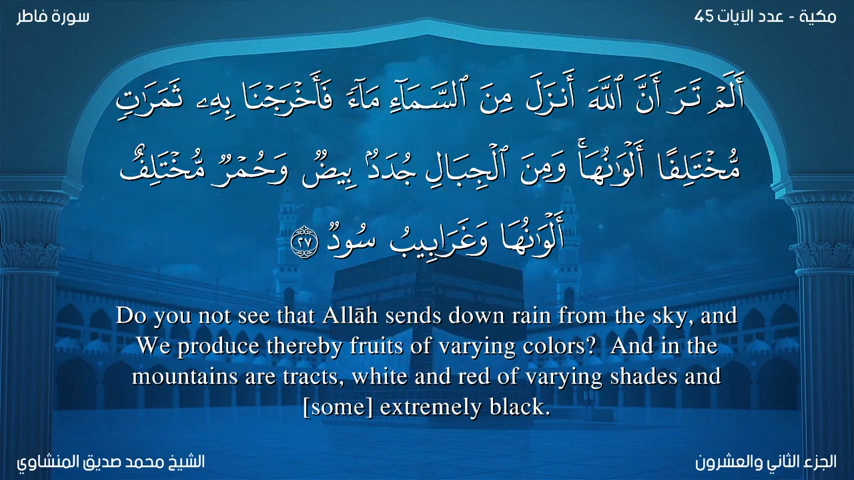 مكية - عدد الآيات 45
سورة فاطر
أَلَمْ تَرَ أَنَّ ٱللَّهَ أَنزَلَ مِنَ ٱلسَّمَآءِ مَآءً فَأَخْرَجْنَا بِهِۦ ثَمَرَٰتٍ
مُّخْتَلِفًا أَلْوَٰنُهَا ۚ وَمِنَ ٱلْجِبَالِ جُدَدٌۢ بِيضٌ وَحُمْرٌ مُّخْتَلِفٌ
أَلْوَٰنُهَا وَغَرَابِيبُ سُودٌ ٢٧
Do you not see that Allāh sends down rain from the sky, and
We produce thereby fruits of varying colors? And in the
mountains are tracts, white and red of varying shades and
[some] extremely black.
الجزء الثاني والعشرون
الشيخ محمد صديق المنشاوي